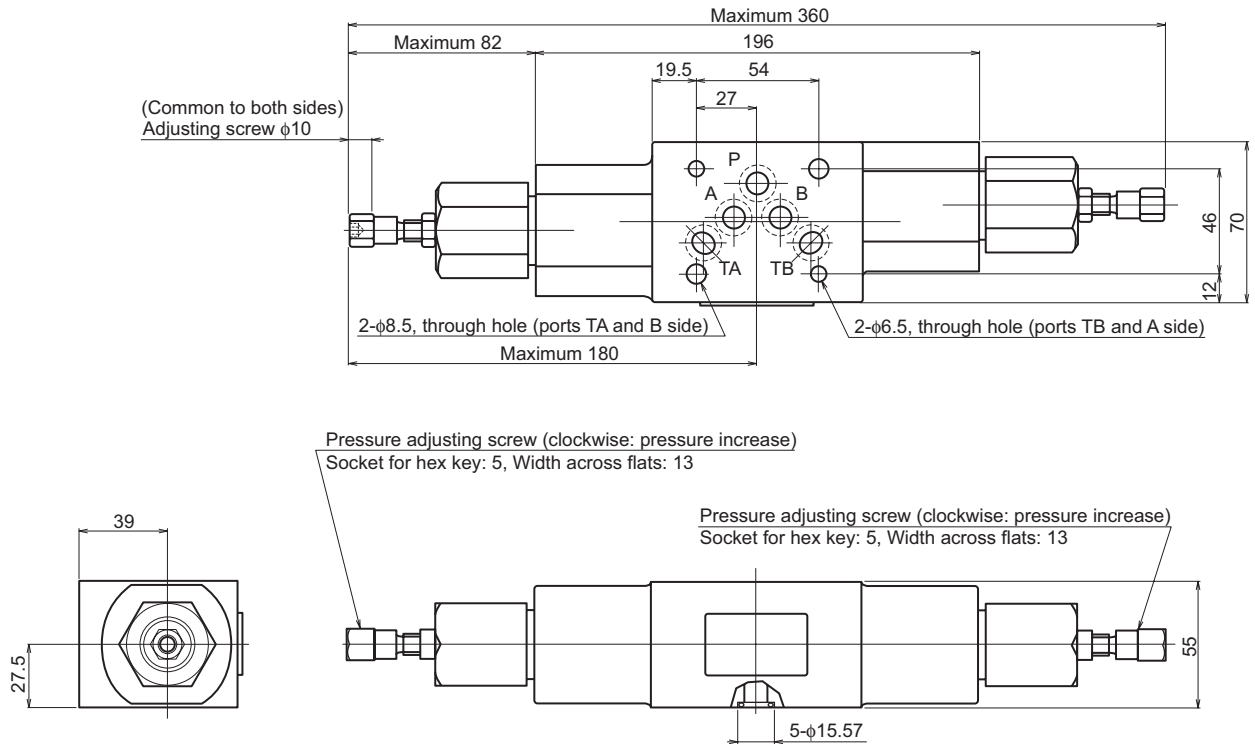 Maximum 360
Maximum 82
196
19.5
54
27
(Common to both sides)
Adjusting screw ϕ10
P
A
B
TA
TB
46
70
12
2-ϕ8.5, through hole (ports TA and B side)
2-ϕ6.5, through hole (ports TB and A side)
Maximum 180
Pressure adjusting screw (clockwise: pressure increase)
Socket for hex key: 5, Width across flats: 13
Pressure adjusting screw (clockwise: pressure increase)
Socket for hex key: 5, Width across flats: 13
39
27.5
55
5-ϕ15.57